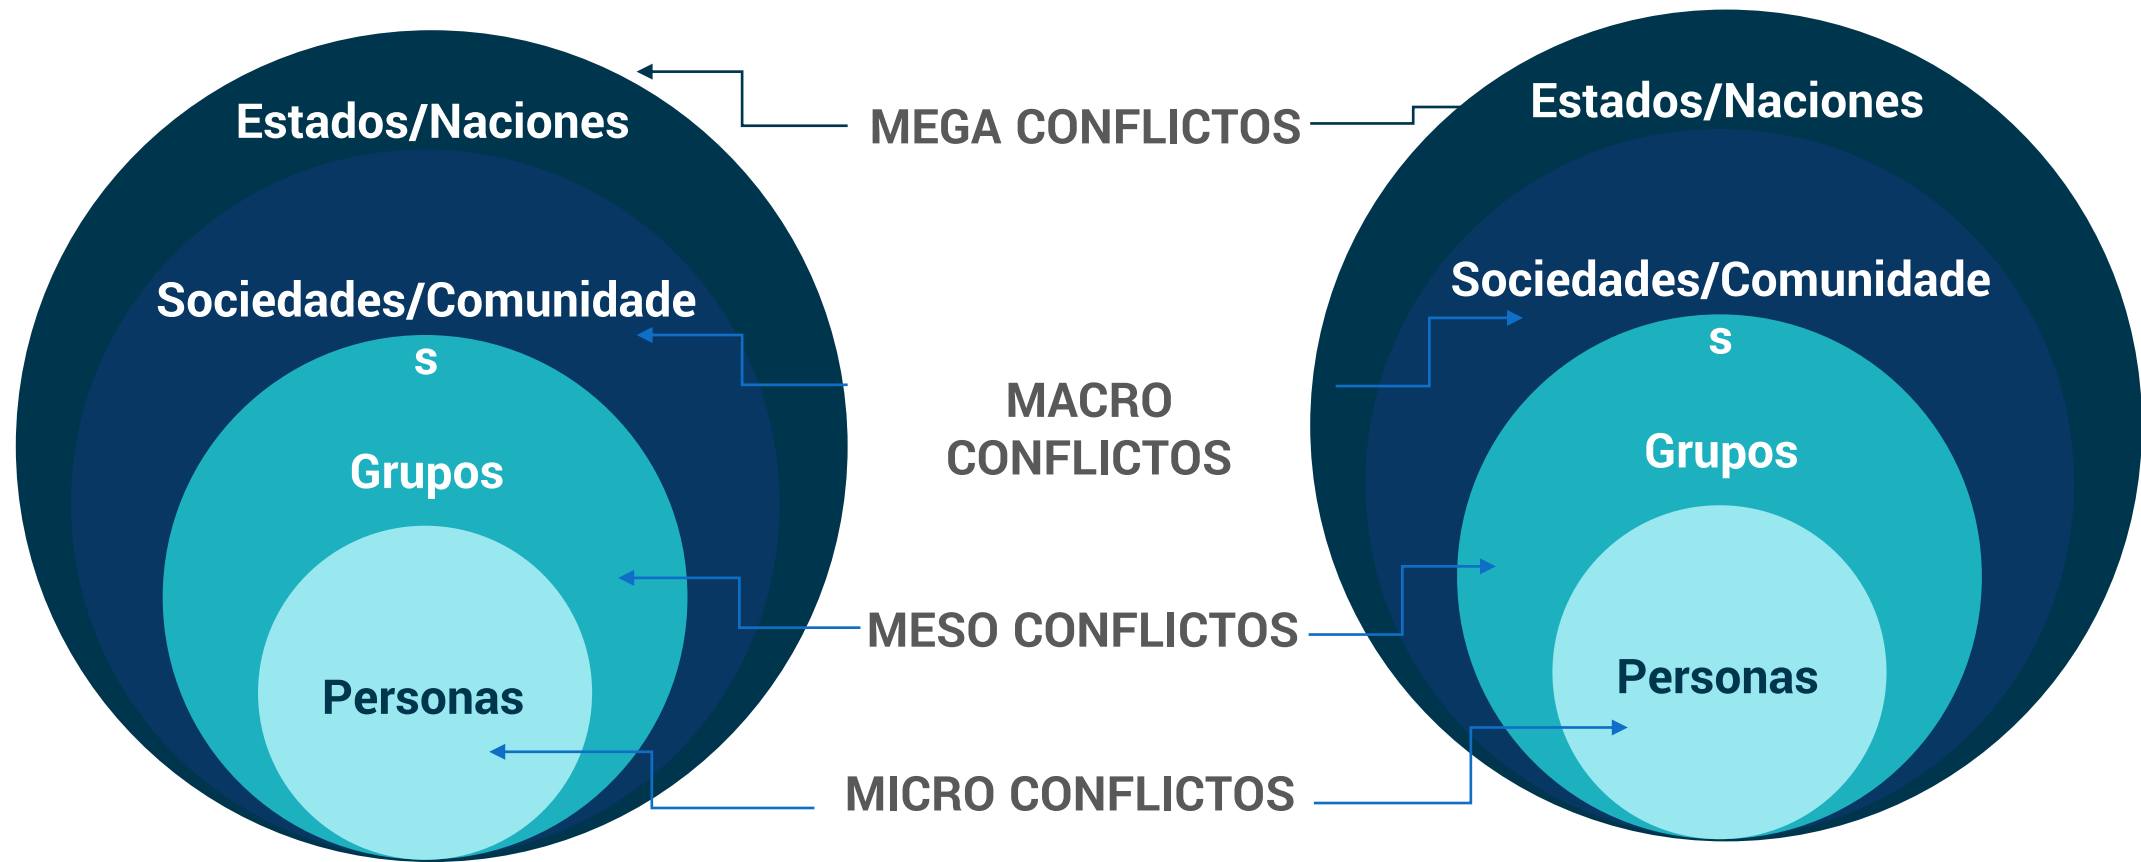 Estados/Naciones
Sociedades/Comunidade
s
Grupos
Personas
MEGA CONFLICTOS
MACRO
CONFLICTOS
MESO CONFLICTOS
MICRO CONFLICTOS
Estados/Naciones
Sociedades/Comunidade
s
Grupos
Personas